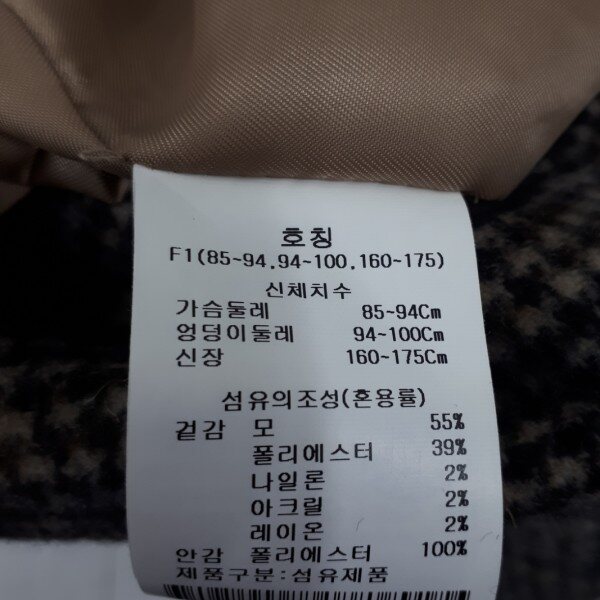 호칭
F1(85~94.94~100.160~175)
신체치수
가슴둘레 85~94Cm
엉덩이둘레 94~100Cm
신장 160~175Cm
섬유의조성(혼용률)
겉감 모 55%
폴리에스터 39%
나일론 2%
아크릴 2%
레이온 2%
안감 폴리에스터 100%
제품구분:섬유제품